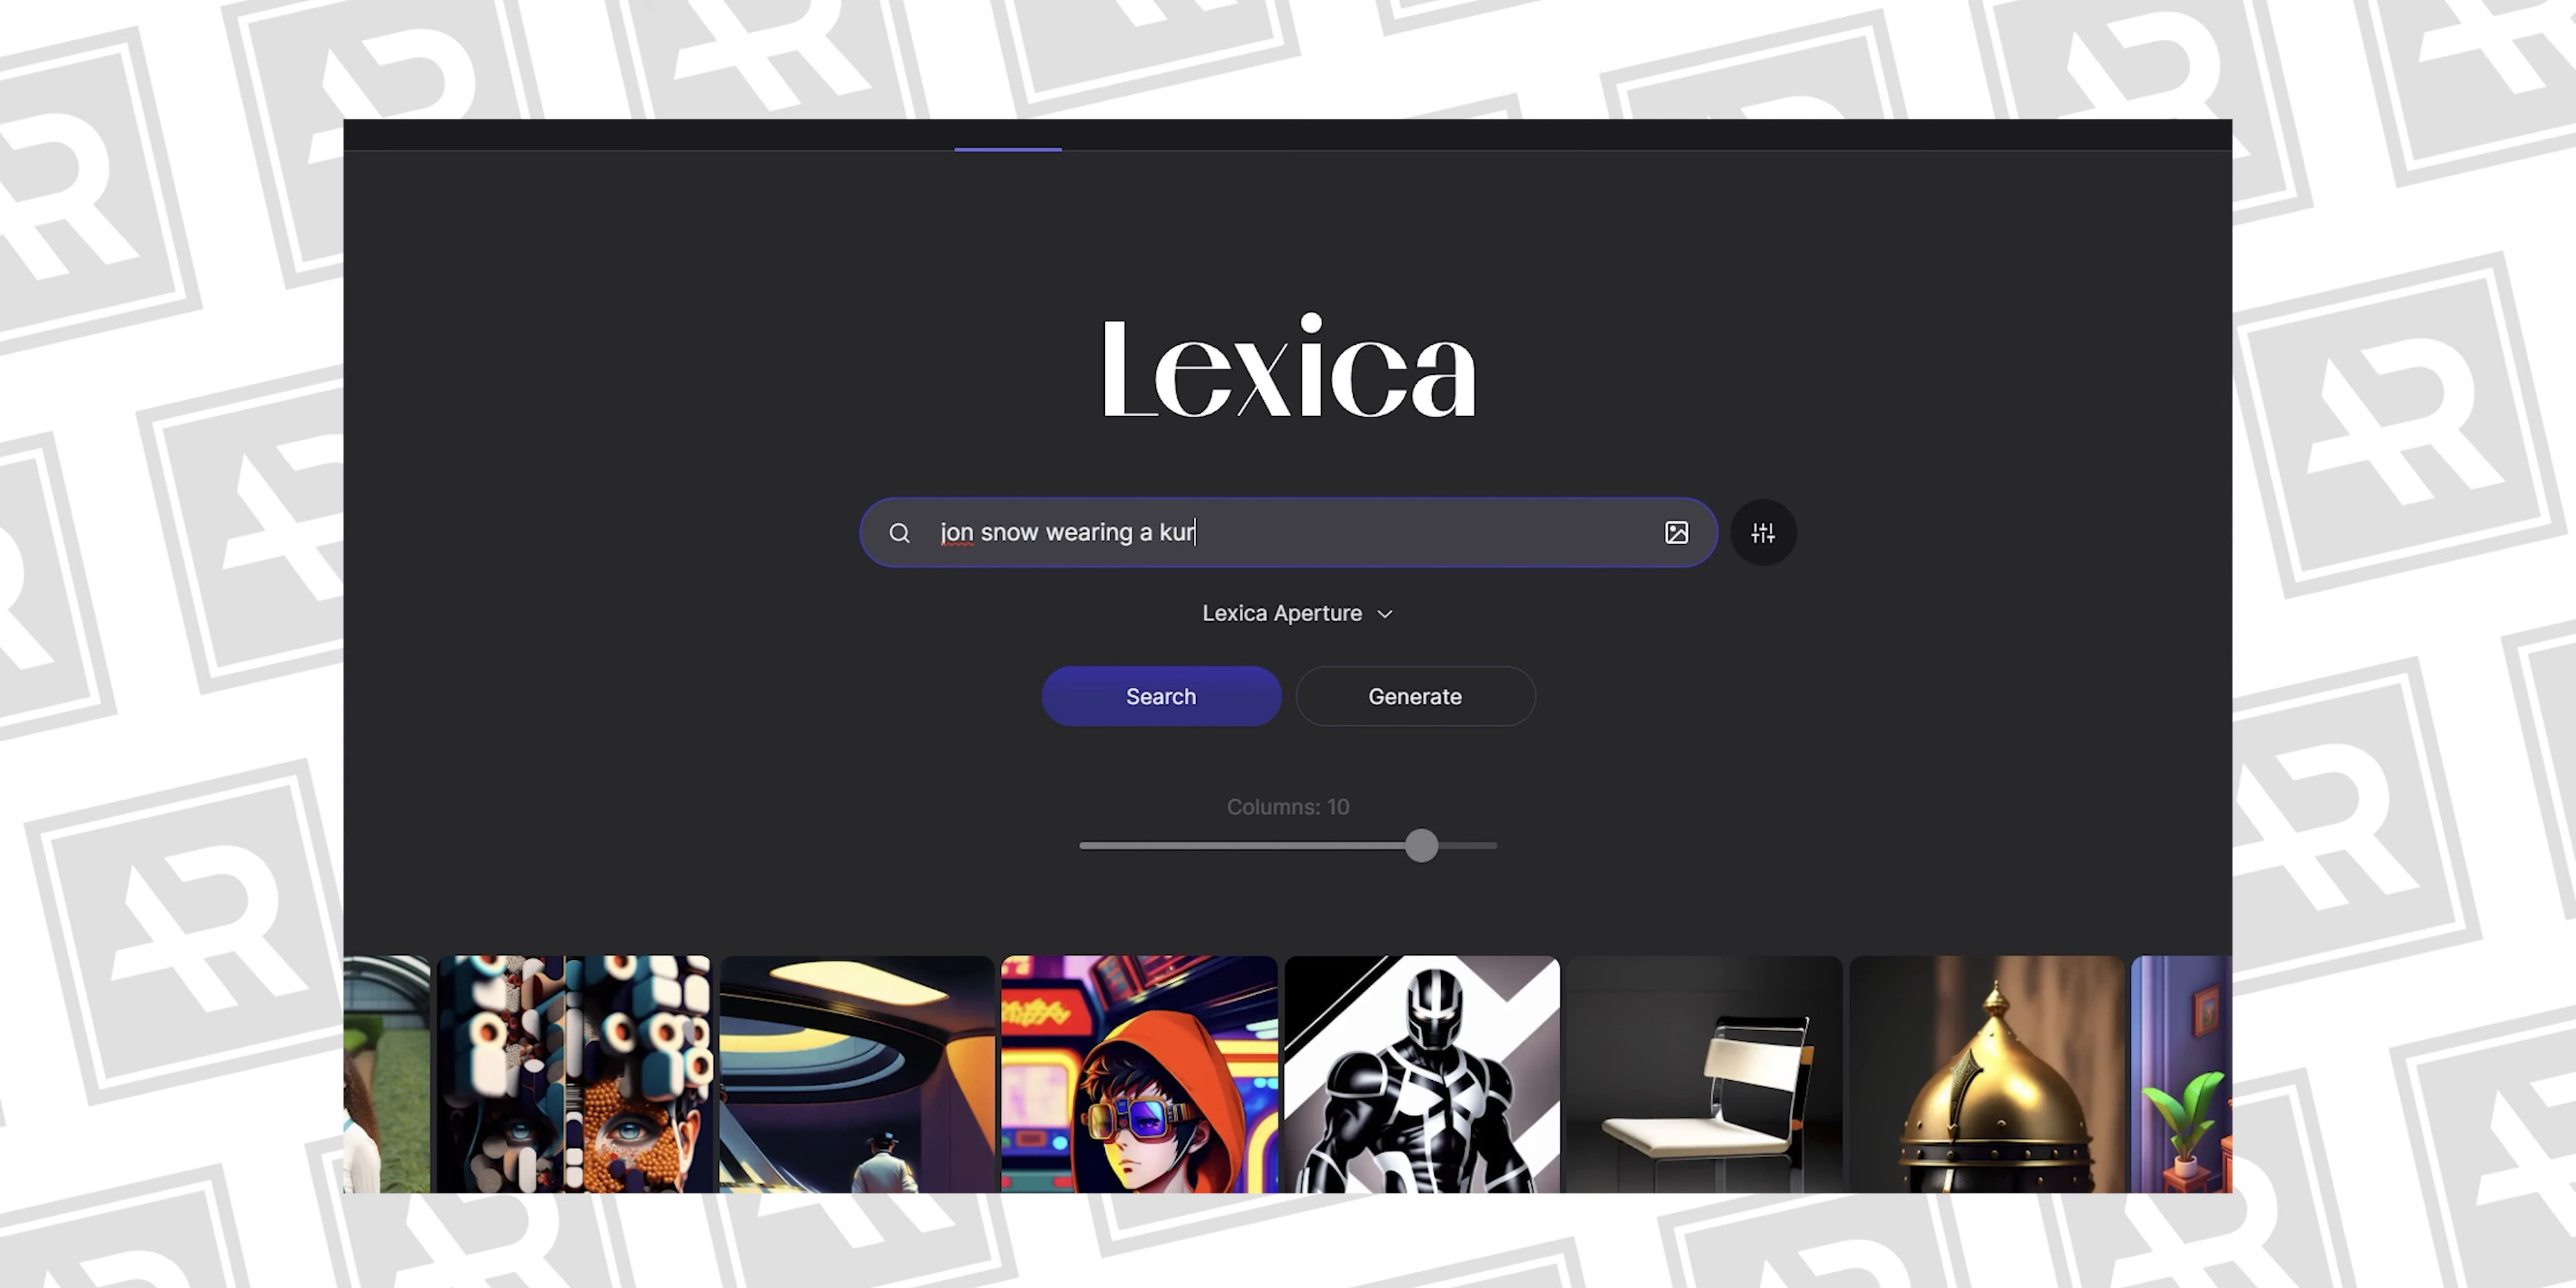 Lexica
jon snow wearing a kur
Lexica Aperture
Search
Generate
Columns: 10